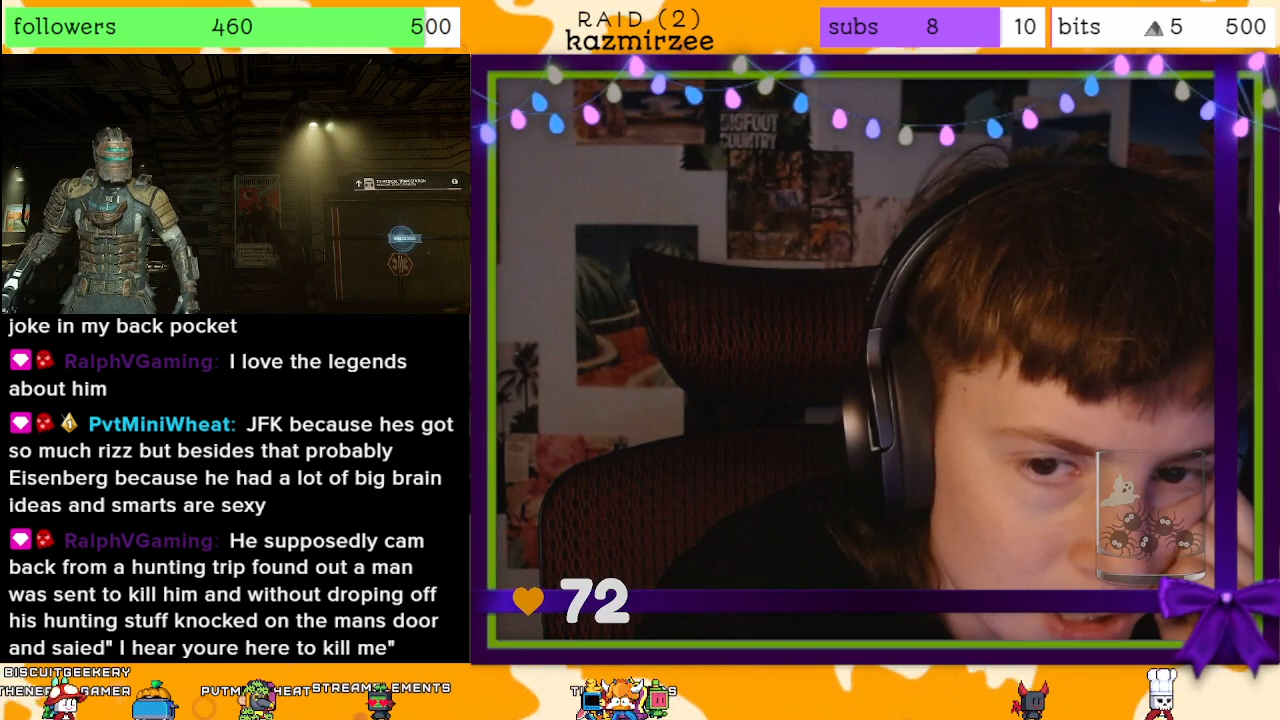 followers 460 500
RAID (2)
kazmirzee
subs 8 10
bits 5 500
BIGFOOT
COUNTRY
joke in my back pocket
RalphVGaming: I love the legends
about him
PvtMiniWheat: JFK because hes got
so much rizz but besides that probably
Eisenberg because he had a lot of big brain
ideas and smarts are sexy
RalphVGaming: He supposedly cam
back from a hunting trip found out a man
was sent to kill him and without droping off
his hunting stuff knocked on the mans door
and saied" I hear youre here to kill me"
72
BISCUITGEEKERY